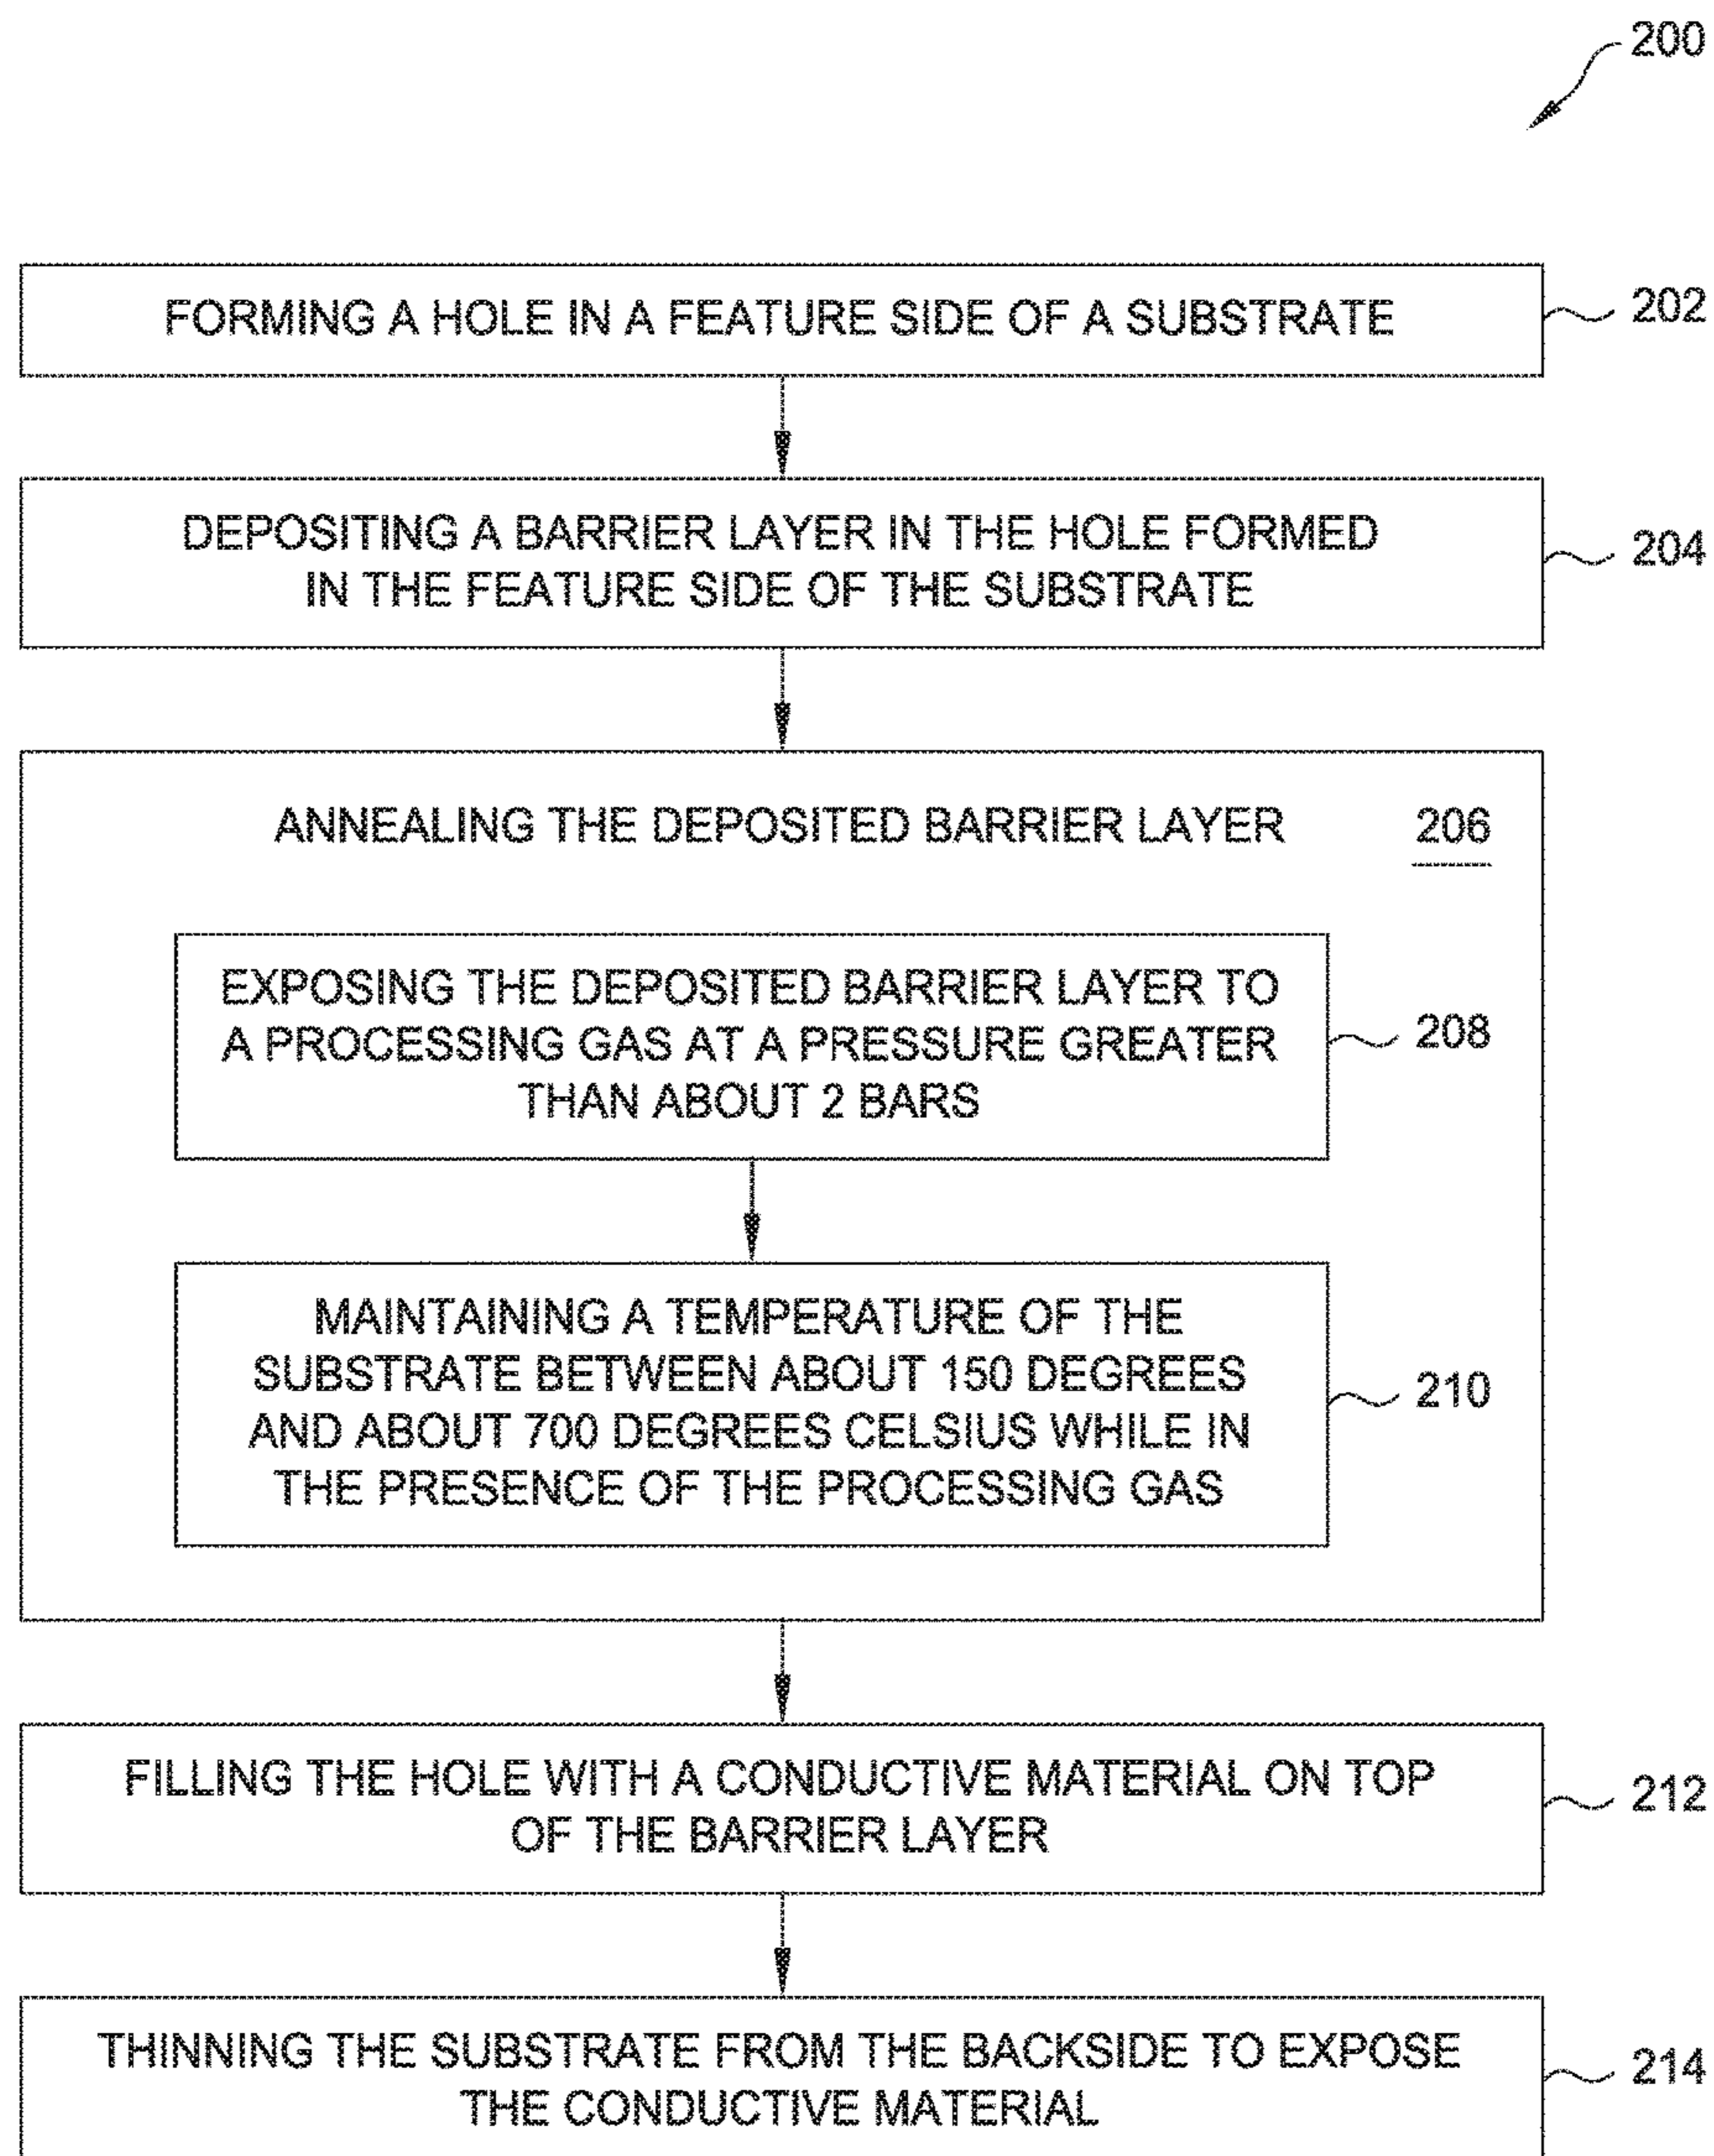 200
FORMING A HOLE IN A FEATURE SIDE OF A SUBSTRATE
202
DEPOSITING A BARRIER LAYER IN THE HOLE FORMED
IN THE FEATURE SIDE OF THE SUBSTRATE
204
ANNEALING THE DEPOSITED BARRIER LAYER
206
EXPOSING THE DEPOSITED BARRIER LAYER TO
A PROCESSING GAS AT A PRESSURE GREATER
THAN ABOUT 2 BARS
208
MAINTAINING A TEMPERATURE OF THE
SUBSTRATE BETWEEN ABOUT 150 DEGREES
AND ABOUT 700 DEGREES CELSIUS WHILE IN
THE PRESENCE OF THE PROCESSING GAS
210
FILLING THE HOLE WITH A CONDUCTIVE MATERIAL ON TOP
OF THE BARRIER LAYER
212
THINNING THE SUBSTRATE FROM THE BACKSIDE TO EXPOSE
THE CONDUCTIVE MATERIAL
214